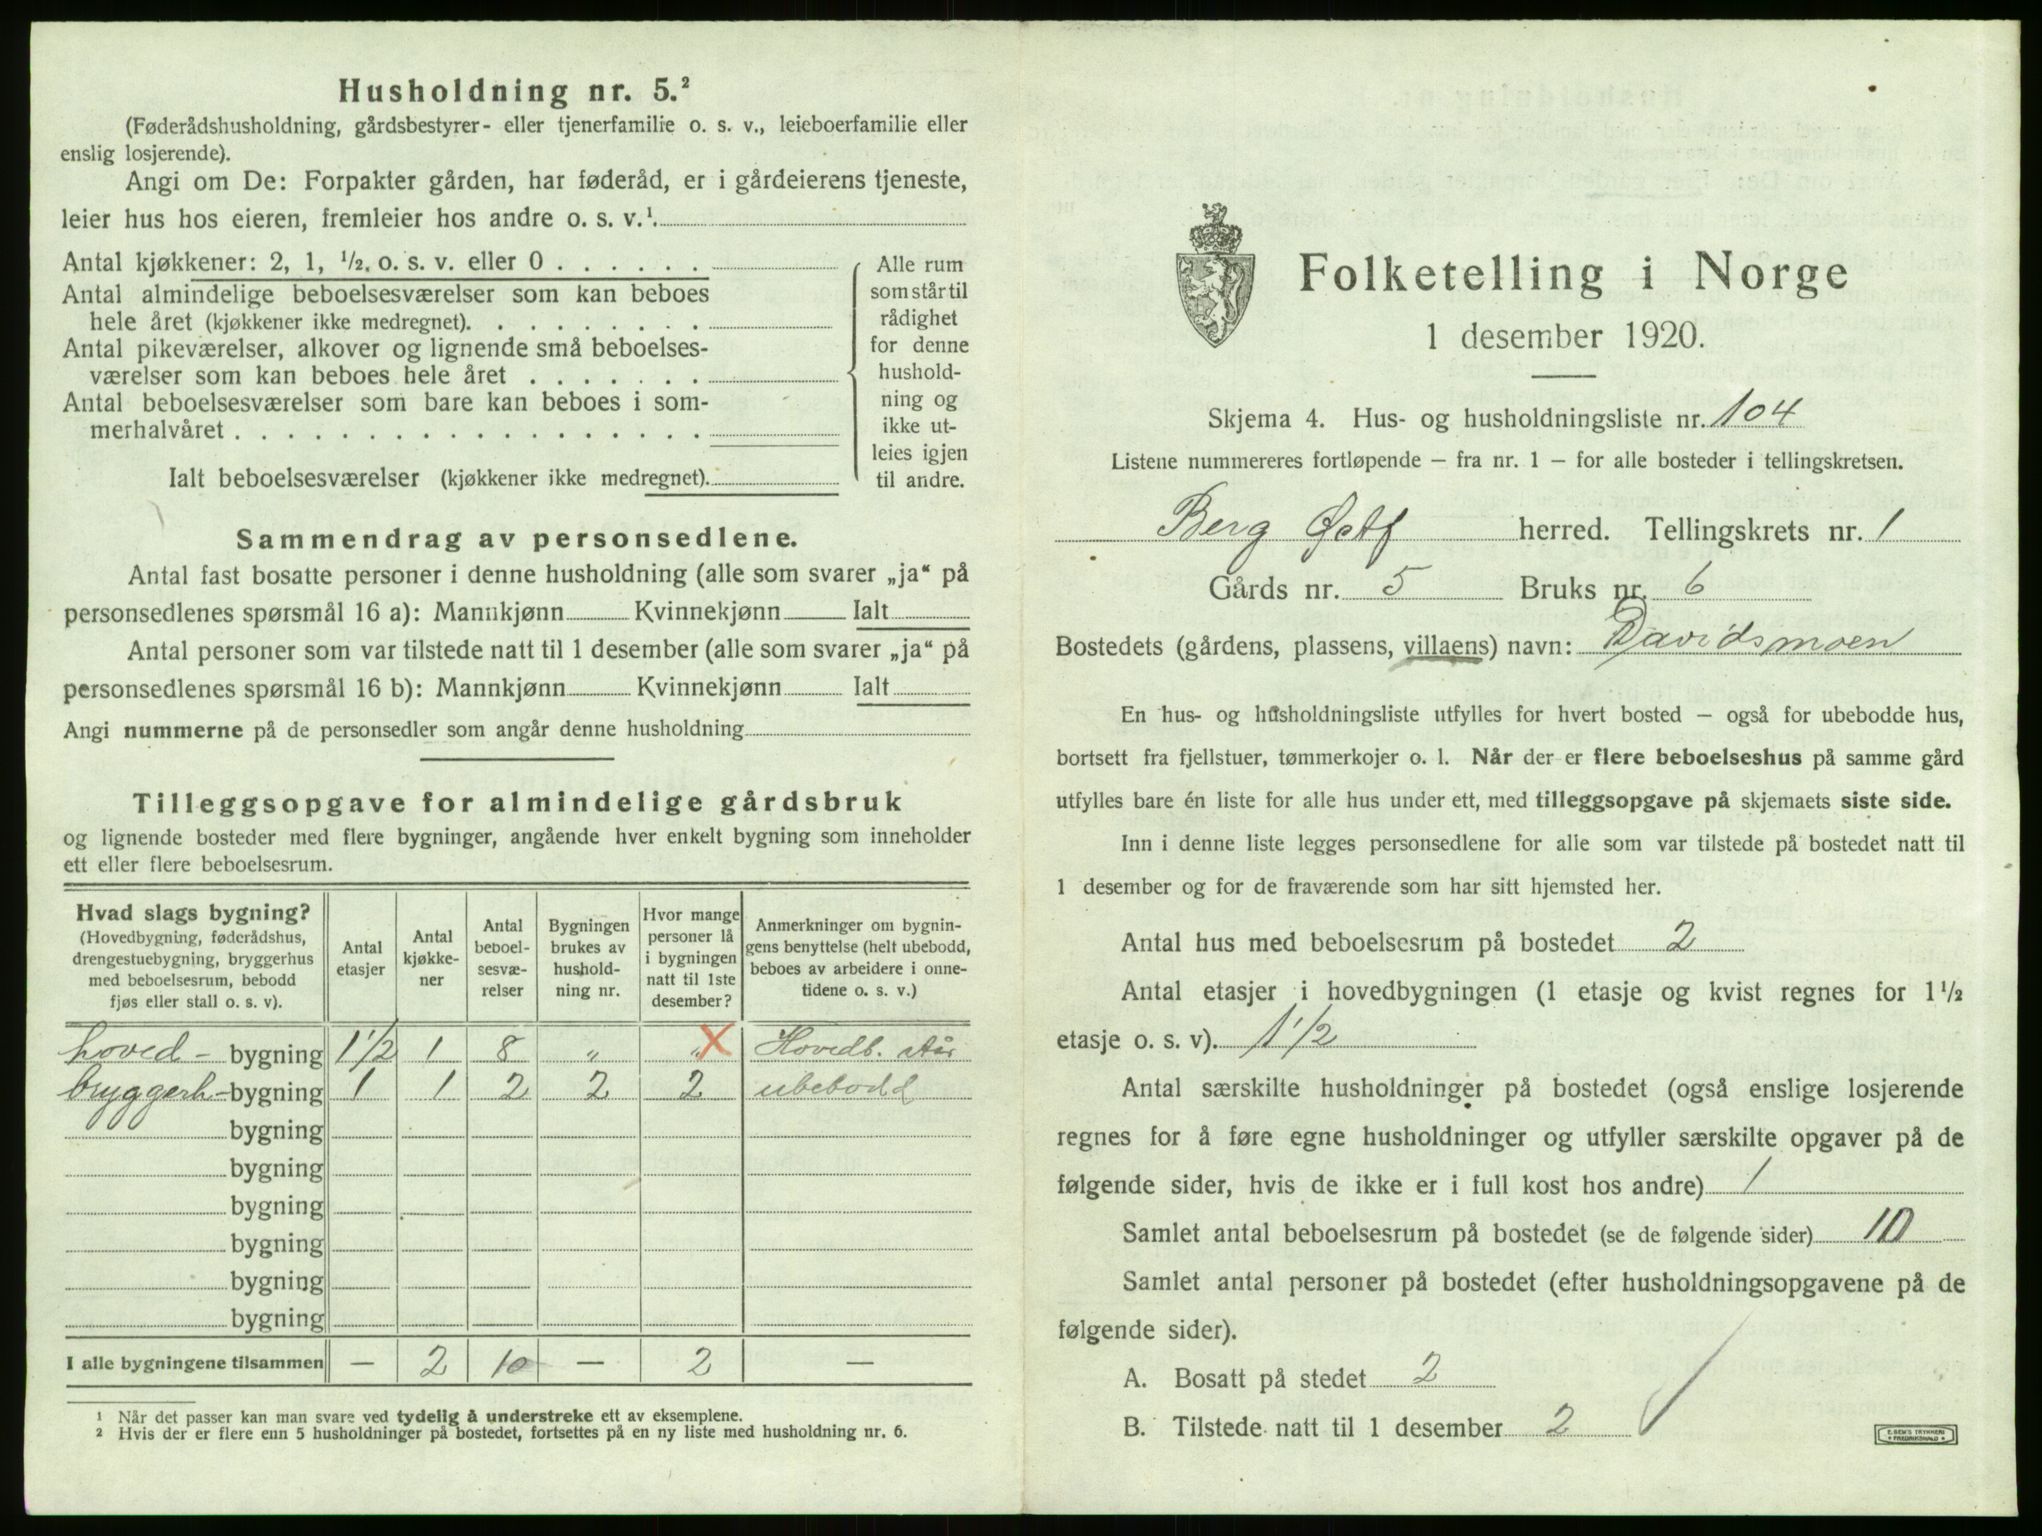 Husholdning nr. 5.²
(Føderådshusholdning, gårdsbestyrer- eller tjenerfamilie o. s. v., leieboerfamilie eller
enslig losjerende).
Angi om De: Forpakter gården, har føderåd, er i gårdeierens tjeneste,
leier hus hos eieren, fremleier hos andre o. s. v.¹
Antal kjøkkener: 2, 1, ½, o. s. v. eller 0 . . . . . .
Antal almindelige beboelsesværelser som kan beboes
hele året (kjøkkener ikke medregnet). . . . . . . . .
Antal pikeværelser, alkover og lignende små beboelses-
værelser som kan beboes hele året . . . . . . .
Antal beboelsesværelser som bare kan beboes i som-
merhalvåret . . . . . . . . . . . . . . . . . .
Ialt beboelsesværelser (kjøkkener ikke medregnet).
Alle rum
som står til
rådighet
for denne
hushold-
ning og
ikke ut-
leies igjen
til andre.
Sammendrag av personsedlene.
Antal fast bosatte personer i denne husholdning (alle som svarer „ja“ på
personsedlenes spørsmål 16 a): Mannkjønn Kvinnekjønn Ialt
Antal personer som var tilstede natt til 1 desember (alle som svarer „ja“ på
personsedlenes spørsmål 16 b): Mannkjønn Kvinnekjønn Ialt
Angi nummerne på de personsedler som angår denne husholdning
Tilleggsopgave for almindelige gårdsbruk
og lignende bosteder med flere bygninger, angående hver enkelt bygning som inneholder
ett eller flere beboelsesrum.
Hvad slags bygning?
(Hovedbygning, føderådshus,
drengestuebygning, bryggerhus
med beboelsesrum, bebodd
fjøs eller stall o. s. v).
Antal
etasjer
Antal
kjøkke-
ner
Antal
beboel-
sesvæ-
relser
Bygningen
brukes av
hushold-
ning nr.
Hvor mange
personer lå
i bygningen
natt til 1ste
desember?
Anmerkninger om bygnin-
gens benyttelse (helt ubebodd,
beboes av arbeidere i onne-
tidene o. s. v.)
hoved- bygning 1½ 1 8 „ „ X Hovedb. står
bryggerh- bygning 1 1 2 2 2 ubebodd
bygning
bygning
bygning
bygning
bygning
bygning
I alle bygningene tilsammen — 2 10 — 2 —
¹ Når det passer kan man svare ved tydelig å understreke ett av eksemplene.
² Hvis der er flere enn 5 husholdninger på bostedet, fortsettes på en ny liste med husholdning nr. 6.
Folketelling i Norge
1 desember 1920.
Skjema 4. Hus- og husholdningsliste nr. 104
Listene nummereres fortløpende – fra nr. 1 – for alle bosteder i tellingskretsen.
Berg Østf herred. Tellingskrets nr. 1
Gårds nr. 5 Bruks nr. 6
Bostedets (gårdens, plassens, villaens) navn: Davidsmoen
En hus- og husholdningsliste utfylles for hvert bosted – også for ubebodde hus,
bortsett fra fjellstuer, tømmerkojer o. l. Når der er flere beboelseshus på samme gård
utfylles bare én liste for alle hus under ett, med tilleggsopgave på skjemaets siste side.
Inn i denne liste legges personsedlene for alle som var tilstede på bostedet natt til
1 desember og for de fraværende som har sitt hjemsted her.
Antal hus med beboelsesrum på bostedet 2
Antal etasjer i hovedbygningen (1 etasje og kvist regnes for 1½
etasje o. s. v). 1½
Antal særskilte husholdninger på bostedet (også enslige losjerende
regnes for å føre egne husholdninger og utfyller særskilte opgaver på de
følgende sider, hvis de ikke er i full kost hos andre) 1
Samlet antal beboelsesrum på bostedet (se de følgende sider) 10
Samlet antal personer på bostedet (efter husholdningsopgavene på de
følgende sider).
A. Bosatt på stedet 2
B. Tilstede natt til 1 desember 2
E. SEM'S TRYKKERI
FREDRIKSHALD